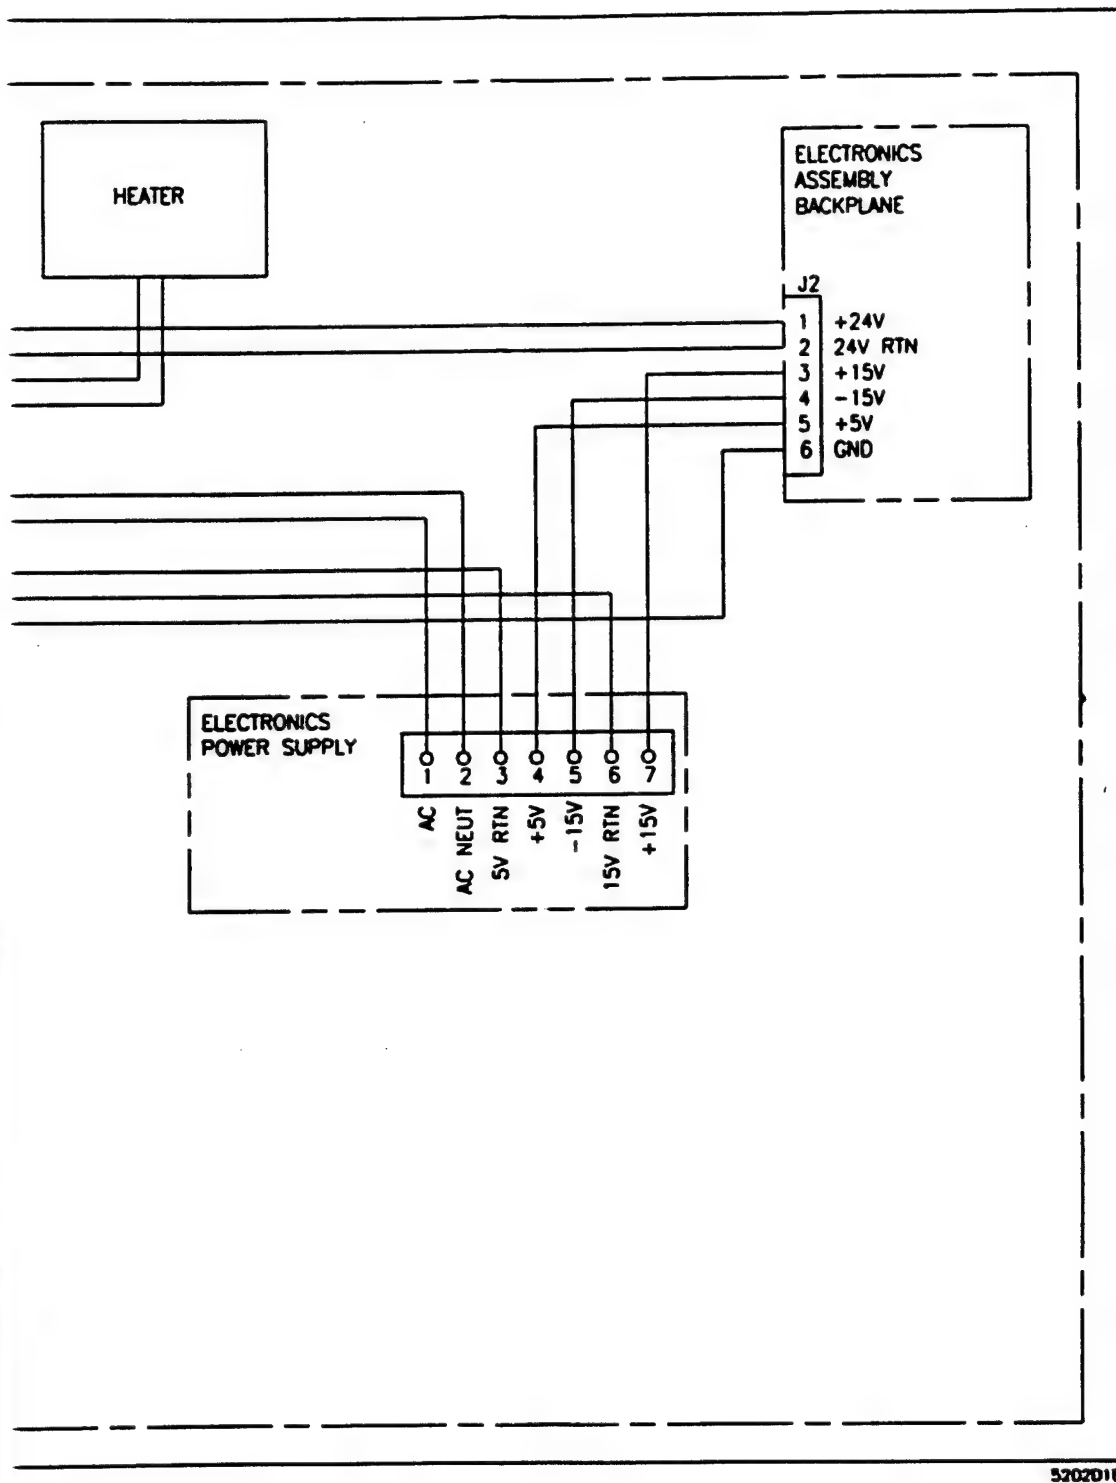 HEATER
ELECTRONICS
ASSEMBLY
BACKPLANE
J2
1 +24V
2 24V RTN
3 +15V
4 -15V
5 +5V
6 GND
ELECTRONICS
POWER SUPPLY
1 2 3 4 5 6 7
AC
AC NEUT
5V RTN
+5V
-15V
15V RTN
+15V